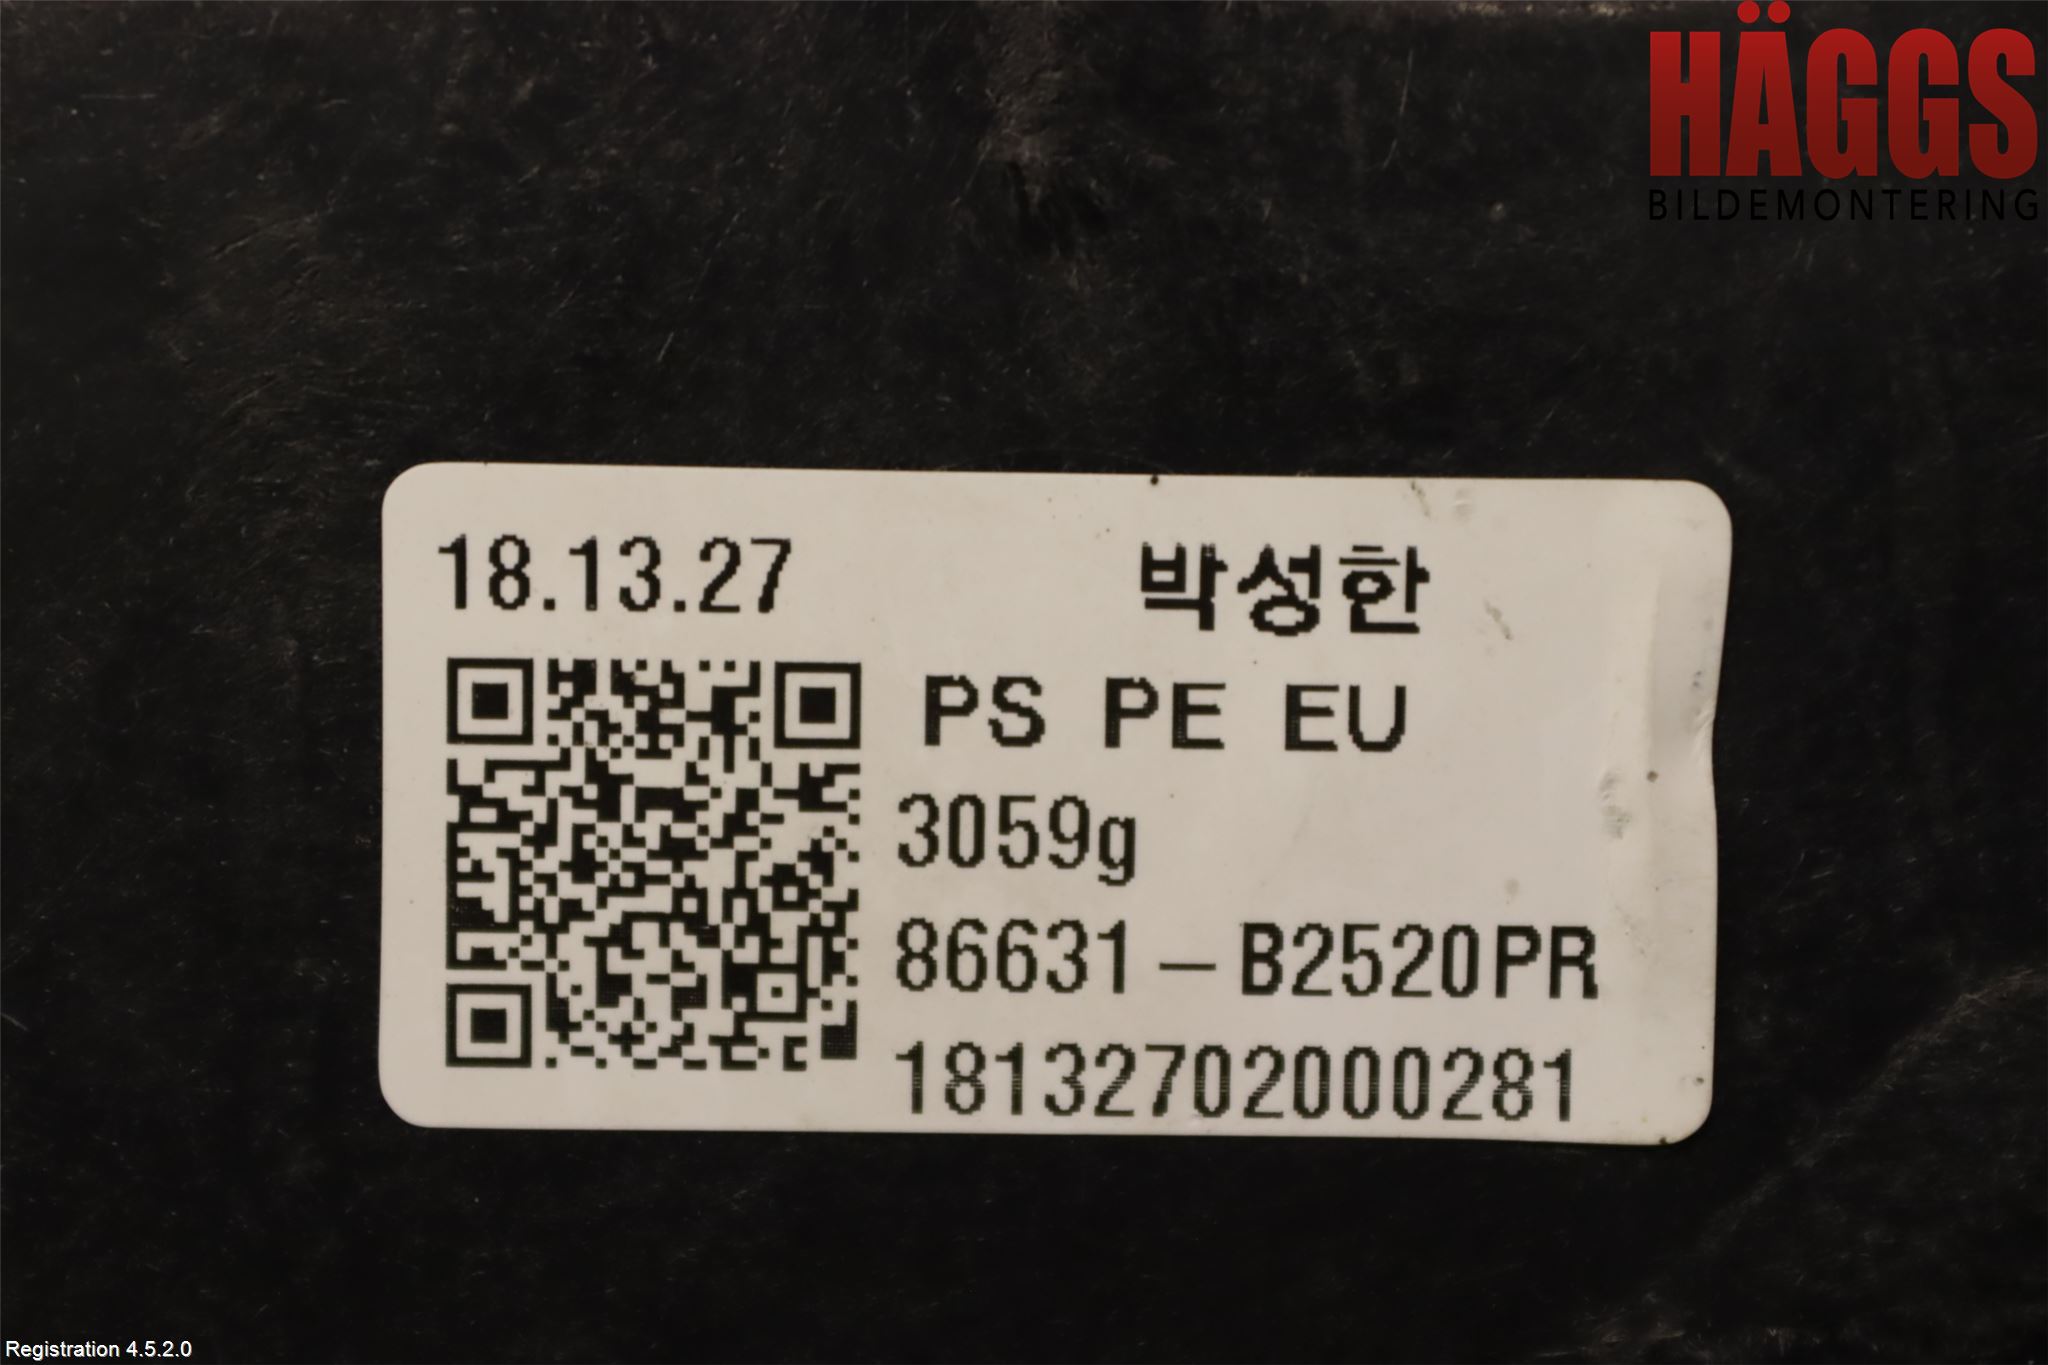 HÄGGS
BILDEMONTERING
18.13.27 박성한
PS PE EU
3059g
86631-B2520PR
18132702000281
Registration 4.5.2.0